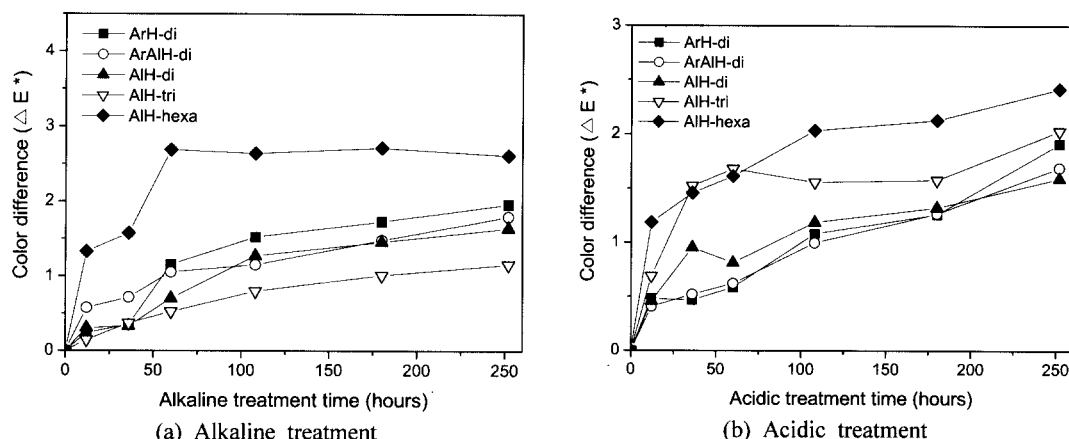 4
3
2
1
0
Color difference (△ E*)
ArH-di
ArAlH-di
AlH-di
AlH-tri
AlH-hexa
0 50 100 150 200 250
Alkaline treatment time (hours)
(a) Alkaline treatment
3
2
1
0
Color difference (△ E*)
ArH-di
ArAlH-di
AlH-di
AlH-tri
AlH-hexa
0 50 100 150 200 250
Acidic treatment time (hours)
(b) Acidic treatment